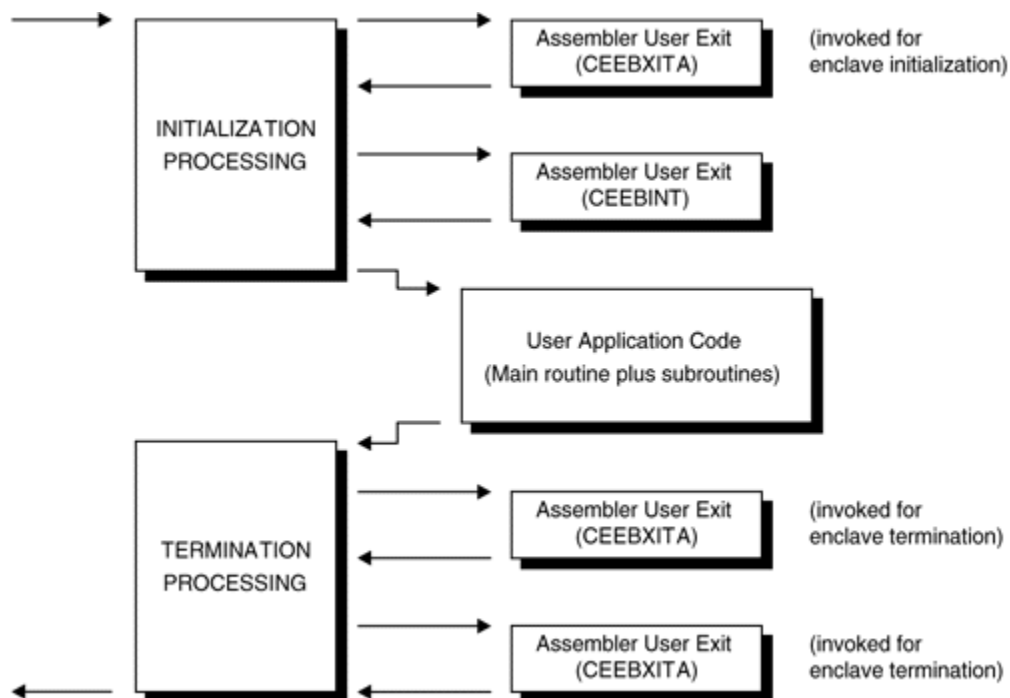 INITIALIZATION
PROCESSING
Assembler User Exit
(CEEBXITA)
(invoked for
enclave initialization)
Assembler User Exit
(CEEBINT)
User Application Code
(Main routine plus subroutines)
TERMINATION
PROCESSING
Assembler User Exit
(CEEBXITA)
(invoked for
enclave termination)
Assembler User Exit
(CEEBXITA)
(invoked for
enclave termination)